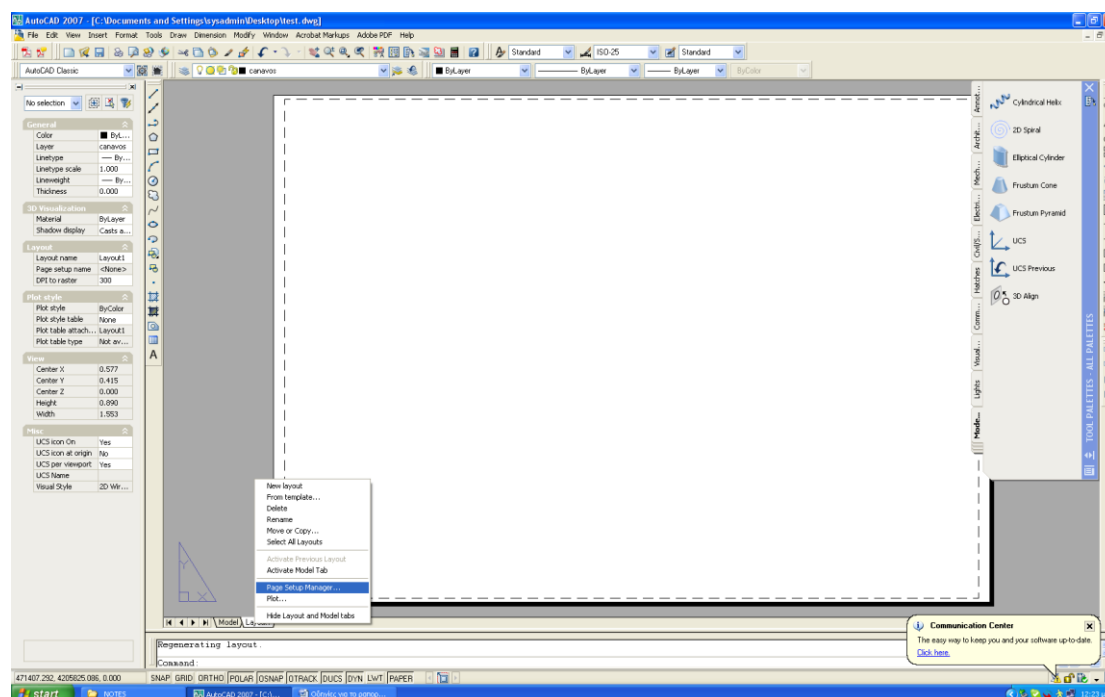 AutoCAD 2007 - [C:\Documents and Settings\sysadmin\Desktop\test.dwg]
File Edit View Insert Format Tools Draw Dimension Modify Window Acrobat Markups Adobe PDF Help
Standard ISO-25 Standard
AutoCAD Classic canavos ByLayer ByLayer ByLayer ByColor
No selection
General
Color ByL...
Layer canavos
Linetype By...
Linetype scale 1.000
Lineweight By...
Thickness 0.000
3D Visualization
Material ByLayer
Shadow display Casts a...
Layout
Layout name Layout1
Page setup name <None>
DPI to raster 300
Plot style
Plot style ByColor
Plot style table None
Plot table attach... Layout1
Plot table type Not av...
View
Center X 0.577
Center Y 0.415
Center Z 0.000
Height 0.890
Width 1.553
Misc
UCS icon On Yes
UCS icon at origin No
UCS per viewport Yes
UCS Name
Visual Style 2D Wir...
A
Y
X
New layout
From template...
Delete
Rename
Move or Copy...
Select All Layouts
Activate Previous Layout
Activate Model Tab
Page Setup Manager...
Plot...
Hide Layout and Model tabs
Model
Annot...
Archit...
Mech...
Electri...
Civil/S...
Hatches
Comm...
Visual...
Lights
Mode...
Cylindrical Helix
2D Spiral
Elliptical Cylinder
Frustum Cone
Frustum Pyramid
UCS
UCS Previous
3D Align
TOOL PALETTES - ALL PALETTES
Regenerating layout.
Command:
Communication Center
The easy way to keep you and your software up-to-date.
Click here.
471407.292, 4205825.086, 0.000 SNAP GRID ORTHO POLAR OSNAP OTRACK DUCS DYN LWT PAPER
start NOTES AutoCAD 2007 - [C:\...